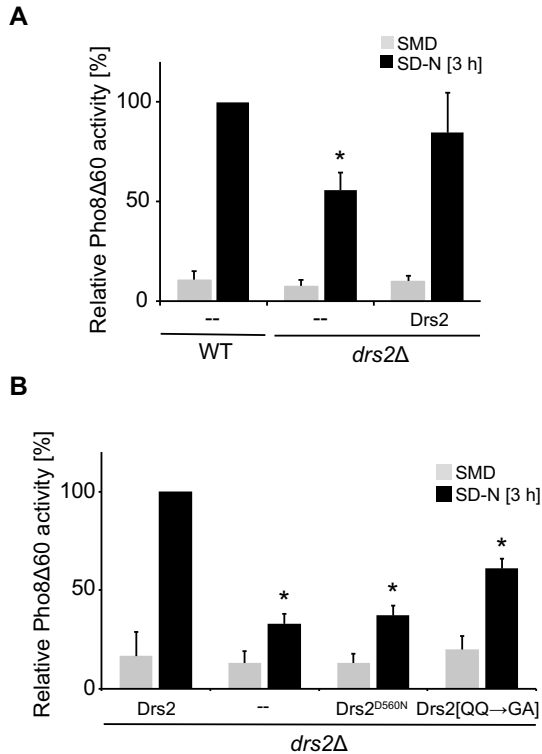 A
SMD
SD-N [3 h]
Relative Pho8Δ60 activity [%]
100
50
0
*
-- -- Drs2
WT drs2Δ
B
SMD
SD-N [3 h]
Relative Pho8Δ60 activity [%]
100
50
0
* * *
Drs2 -- Drs2D560N Drs2[QQ→GA]
drs2Δ